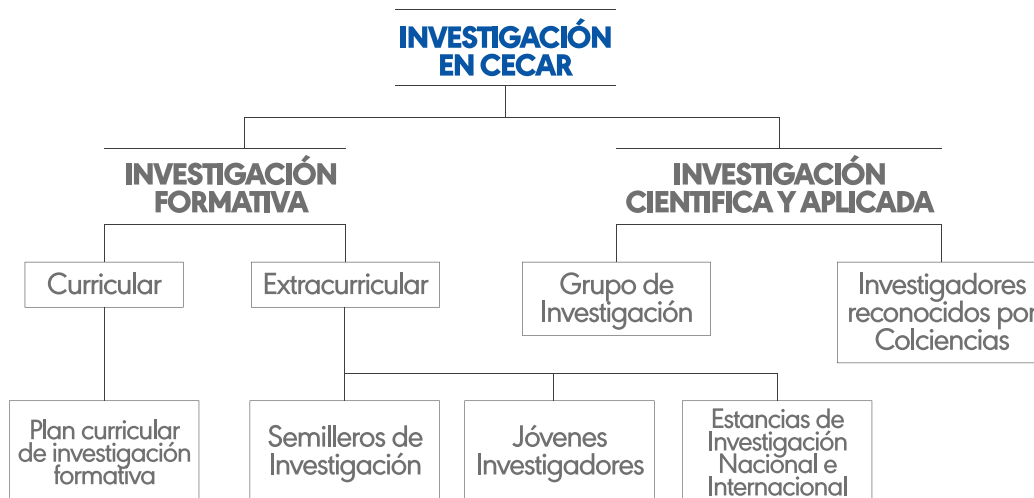 INVESTIGACIÓN
EN CECAR
INVESTIGACIÓN
FORMATIVA
INVESTIGACIÓN
CIENTIFICA Y APLICADA
Curricular
Extracurricular
Grupo de
Investigación
Investigadores
reconocidos por
Colciencias
Plan curricular
de investigación
formativa
Semilleros de
Investigación
Jóvenes
Investigadores
Estancias de
Investigación
Nacional e
Internacional